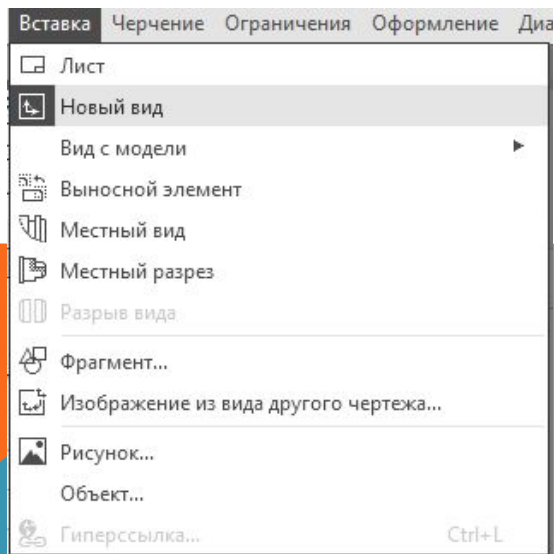 Вставка Черчение Ограничения Оформление Диа
Лист
Новый вид
Вид с модели
Выносной элемент
Местный вид
Местный разрез
Разрыв вида
Фрагмент...
Изображение из вида другого чертежа...
Рисунок...
Объект...
Гиперссылка... Ctrl+L